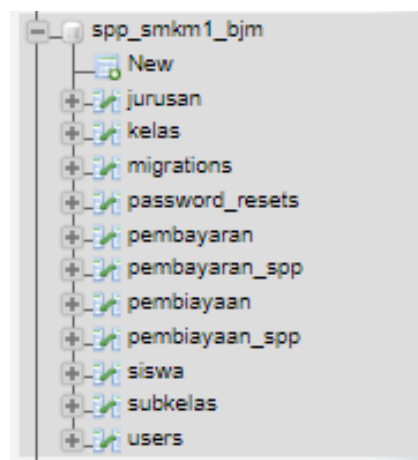 spp_smkm1_bjm
New
jurusan
kelas
migrations
password_resets
pembayaran
pembayaran_spp
pembiayaan
pembiayaan_spp
siswa
subkelas
users